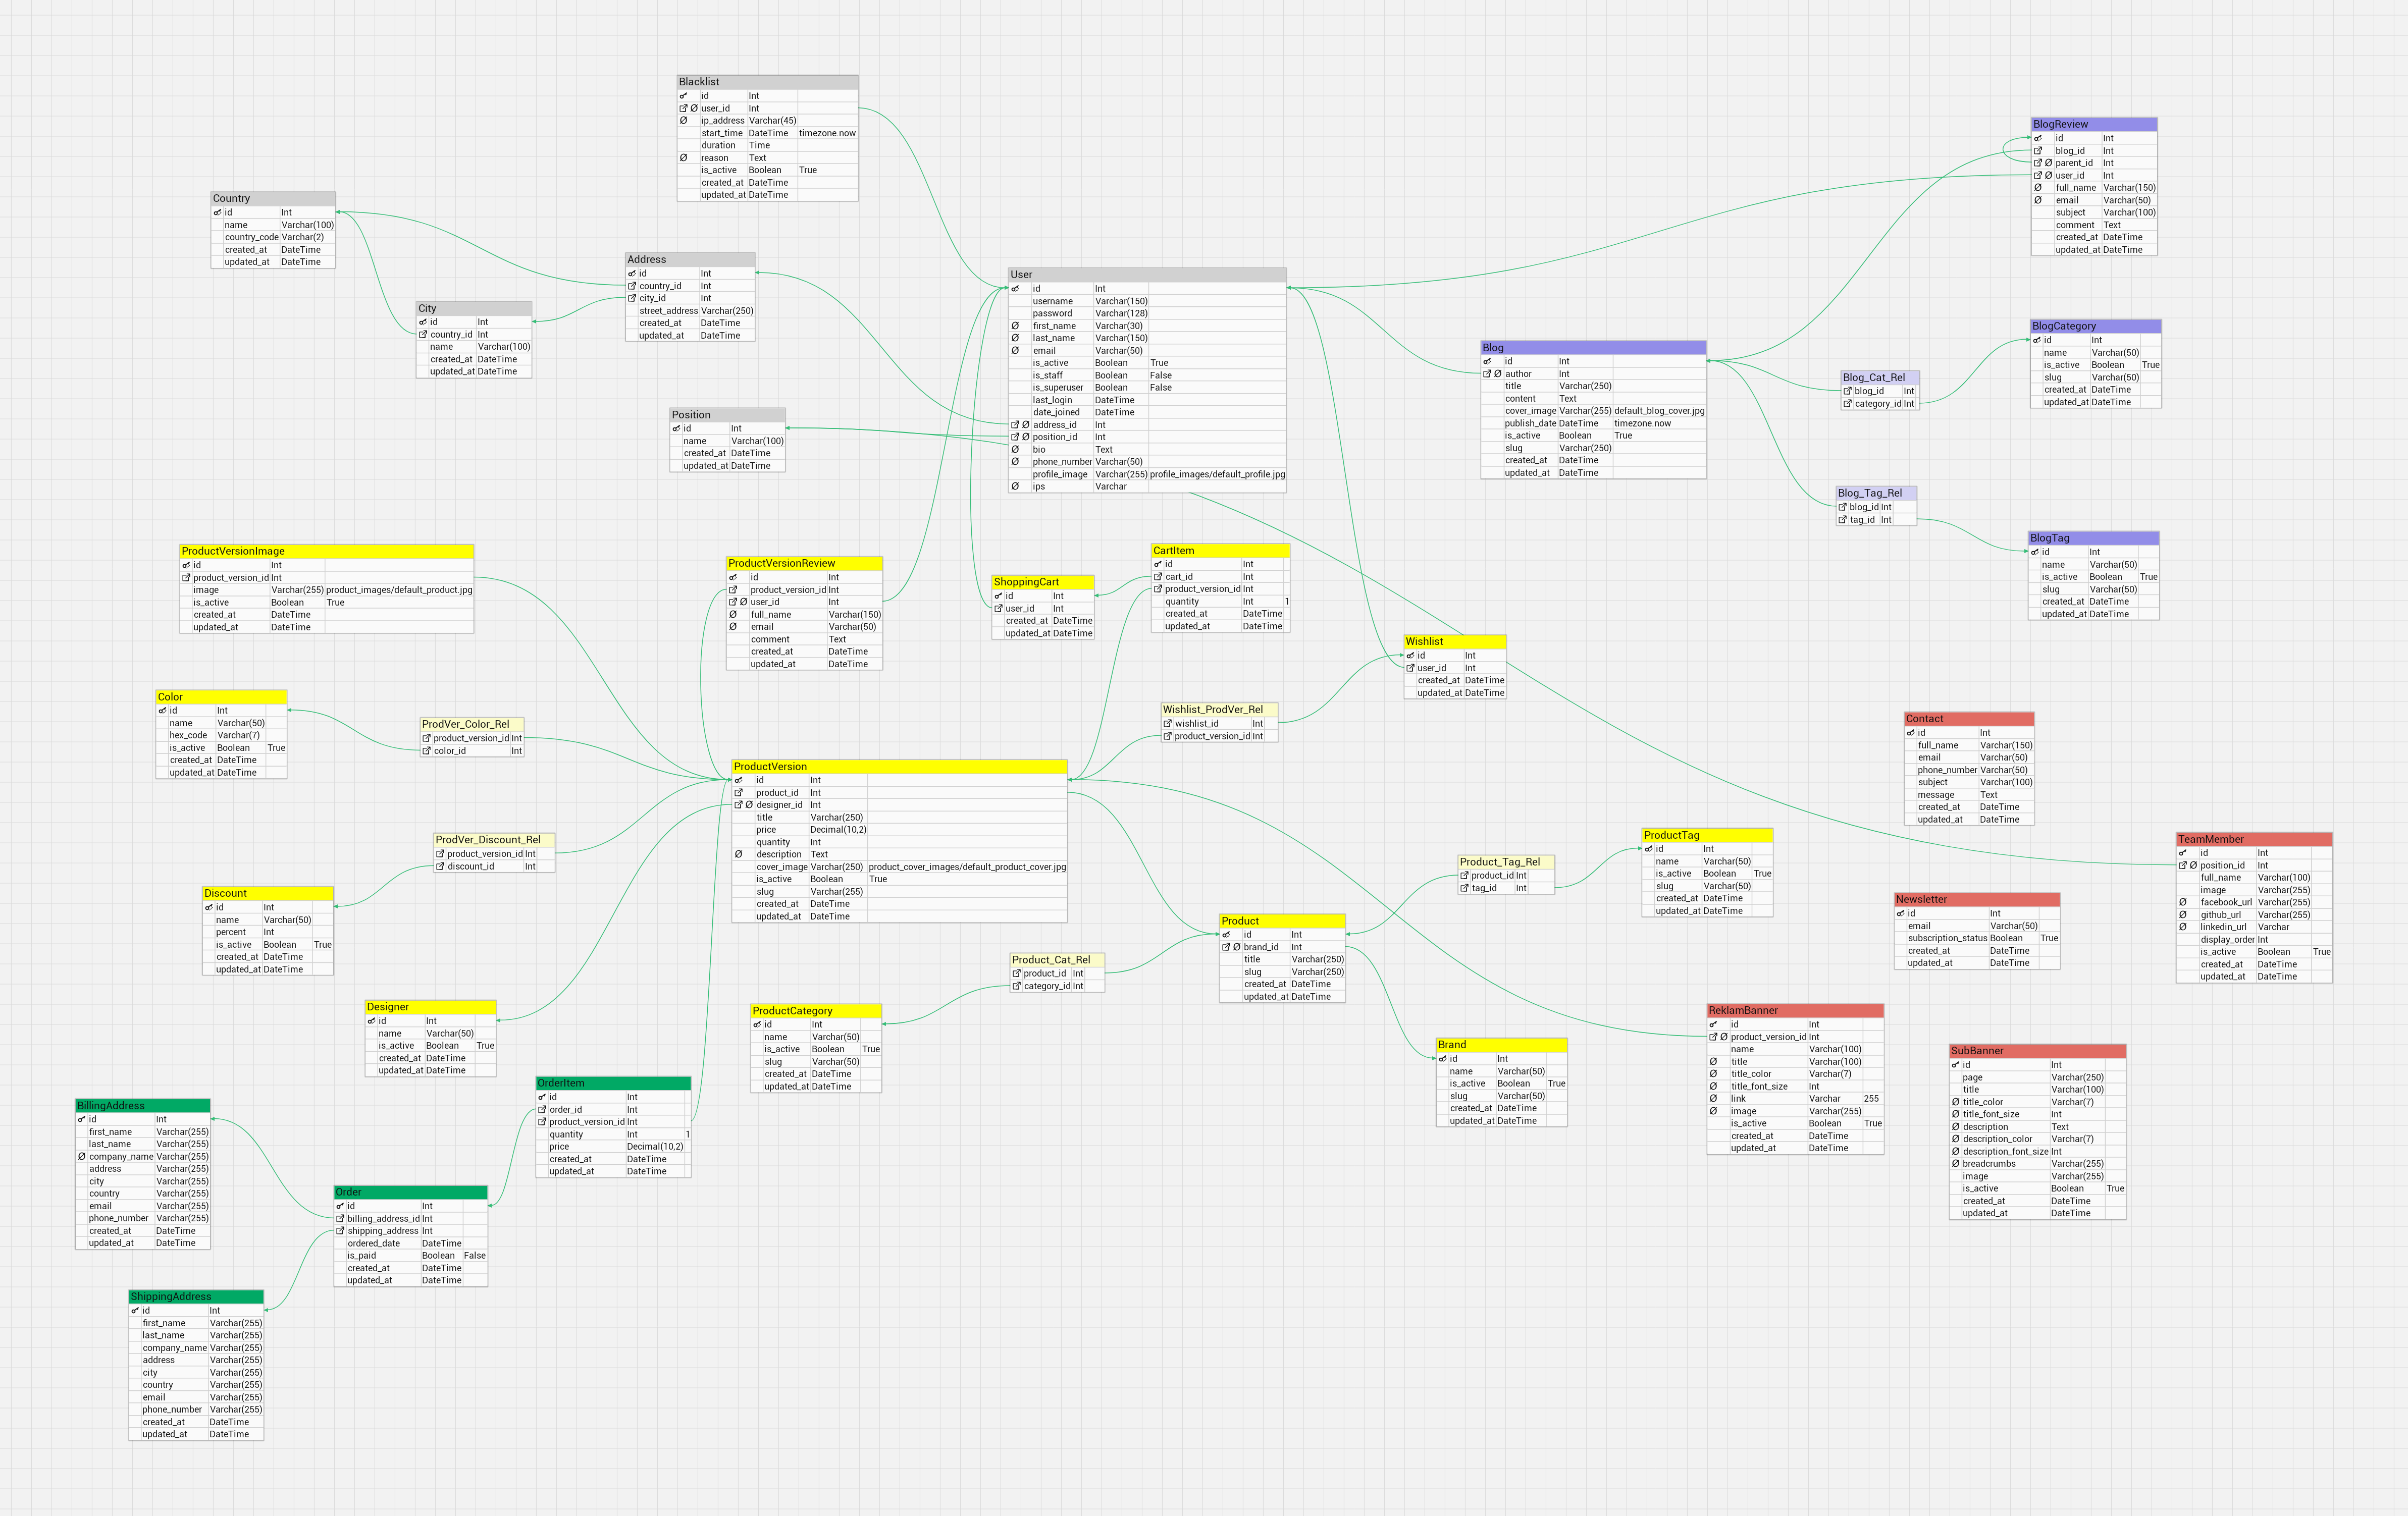 Blacklist
id Int
user_id Int
Ø ip_address Varchar(45)
start_time DateTime timezone.now
duration Time
Ø reason Text
is_active Boolean True
created_at DateTime
updated_at DateTime
BlogReview
id Int
blog_id Int
Ø parent_id Int
Ø user_id Int
Ø full_name Varchar(150)
Ø email Varchar(50)
subject Varchar(100)
comment Text
created_at DateTime
updated_at DateTime
Country
id Int
name Varchar(100)
country_code Varchar(2)
created_at DateTime
updated_at DateTime
Address
id Int
country_id Int
city_id Int
street_address Varchar(250)
created_at DateTime
updated_at DateTime
City
id Int
country_id Int
name Varchar(100)
created_at DateTime
updated_at DateTime
User
id Int
username Varchar(150)
password Varchar(128)
Ø first_name Varchar(30)
Ø last_name Varchar(150)
Ø email Varchar(50)
is_active Boolean True
is_staff Boolean False
is_superuser Boolean False
last_login DateTime
date_joined DateTime
Ø address_id Int
Ø position_id Int
Ø bio Text
Ø phone_number Varchar(50)
profile_image Varchar(255) profile_images/default_profile.jpg
Ø ips Varchar
Position
id Int
name Varchar(100)
created_at DateTime
updated_at DateTime
Blog
id Int
Ø author Int
title Varchar(250)
content Text
cover_image Varchar(255) default_blog_cover.jpg
publish_date DateTime timezone.now
is_active Boolean True
slug Varchar(250)
created_at DateTime
updated_at DateTime
Blog_Cat_Rel
blog_id Int
category_id Int
BlogCategory
id Int
name Varchar(50)
is_active Boolean True
slug Varchar(50)
created_at DateTime
updated_at DateTime
Blog_Tag_Rel
blog_id Int
tag_id Int
BlogTag
id Int
name Varchar(50)
is_active Boolean True
slug Varchar(50)
created_at DateTime
updated_at DateTime
ProductVersionImage
id Int
product_version_id Int
image Varchar(255) product_images/default_product.jpg
is_active Boolean True
created_at DateTime
updated_at DateTime
ProductVersionReview
id Int
product_version_id Int
Ø user_id Int
Ø full_name Varchar(150)
Ø email Varchar(50)
comment Text
created_at DateTime
updated_at DateTime
ShoppingCart
id Int
user_id Int
created_at DateTime
updated_at DateTime
CartItem
id Int
cart_id Int
product_version_id Int
quantity Int 1
created_at DateTime
updated_at DateTime
Wishlist
id Int
user_id Int
created_at DateTime
updated_at DateTime
Color
id Int
name Varchar(50)
hex_code Varchar(7)
is_active Boolean True
created_at DateTime
updated_at DateTime
ProdVer_Color_Rel
product_version_id Int
color_id Int
Wishlist_ProdVer_Rel
wishlist_id Int
product_version_id Int
Contact
id Int
full_name Varchar(150)
email Varchar(50)
phone_number Varchar(50)
subject Varchar(100)
message Text
created_at DateTime
updated_at DateTime
ProductVersion
id Int
product_id Int
Ø designer_id Int
title Varchar(250)
price Decimal(10,2)
quantity Int
Ø description Text
cover_image Varchar(250) product_cover_images/default_product_cover.jpg
is_active Boolean True
slug Varchar(255)
created_at DateTime
updated_at DateTime
ProdVer_Discount_Rel
product_version_id Int
discount_id Int
Discount
id Int
name Varchar(50)
percent Int
is_active Boolean True
created_at DateTime
updated_at DateTime
Product_Tag_Rel
product_id Int
tag_id Int
ProductTag
id Int
name Varchar(50)
is_active Boolean True
slug Varchar(50)
created_at DateTime
updated_at DateTime
TeamMember
id Int
Ø position_id Int
full_name Varchar(100)
image Varchar(255)
Ø facebook_url Varchar(255)
Ø github_url Varchar(255)
Ø linkedin_url Varchar
display_order Int
is_active Boolean True
created_at DateTime
updated_at DateTime
Newsletter
id Int
email Varchar(50)
subscription_status Boolean True
created_at DateTime
updated_at DateTime
Product
id Int
Ø brand_id Int
title Varchar(250)
slug Varchar(250)
created_at DateTime
updated_at DateTime
Product_Cat_Rel
product_id Int
category_id Int
Designer
id Int
name Varchar(50)
is_active Boolean True
created_at DateTime
updated_at DateTime
ProductCategory
id Int
name Varchar(50)
is_active Boolean True
slug Varchar(50)
created_at DateTime
updated_at DateTime
Brand
id Int
name Varchar(50)
is_active Boolean True
slug Varchar(50)
created_at DateTime
updated_at DateTime
ReklamBanner
id Int
Ø product_version_id Int
name Varchar(100)
Ø title Varchar(100)
Ø title_color Varchar(7)
Ø title_font_size Int
Ø link Varchar 255
Ø image Varchar(255)
is_active Boolean True
created_at DateTime
updated_at DateTime
SubBanner
id Int
page Varchar(250)
title Varchar(100)
Ø title_color Varchar(7)
Ø title_font_size Int
Ø description Text
Ø description_color Varchar(7)
Ø description_font_size Int
Ø breadcrumbs Varchar(255)
image Varchar(255)
is_active Boolean True
created_at DateTime
updated_at DateTime
OrderItem
id Int
order_id Int
product_version_id Int
quantity Int 1
price Decimal(10,2)
created_at DateTime
updated_at DateTime
BillingAddress
id Int
first_name Varchar(255)
last_name Varchar(255)
Ø company_name Varchar(255)
address Varchar(255)
city Varchar(255)
country Varchar(255)
email Varchar(255)
phone_number Varchar(255)
created_at DateTime
updated_at DateTime
Order
id Int
billing_address_id Int
shipping_address Int
ordered_date DateTime
is_paid Boolean False
created_at DateTime
updated_at DateTime
ShippingAddress
id Int
first_name Varchar(255)
last_name Varchar(255)
company_name Varchar(255)
address Varchar(255)
city Varchar(255)
country Varchar(255)
email Varchar(255)
phone_number Varchar(255)
created_at DateTime
updated_at DateTime